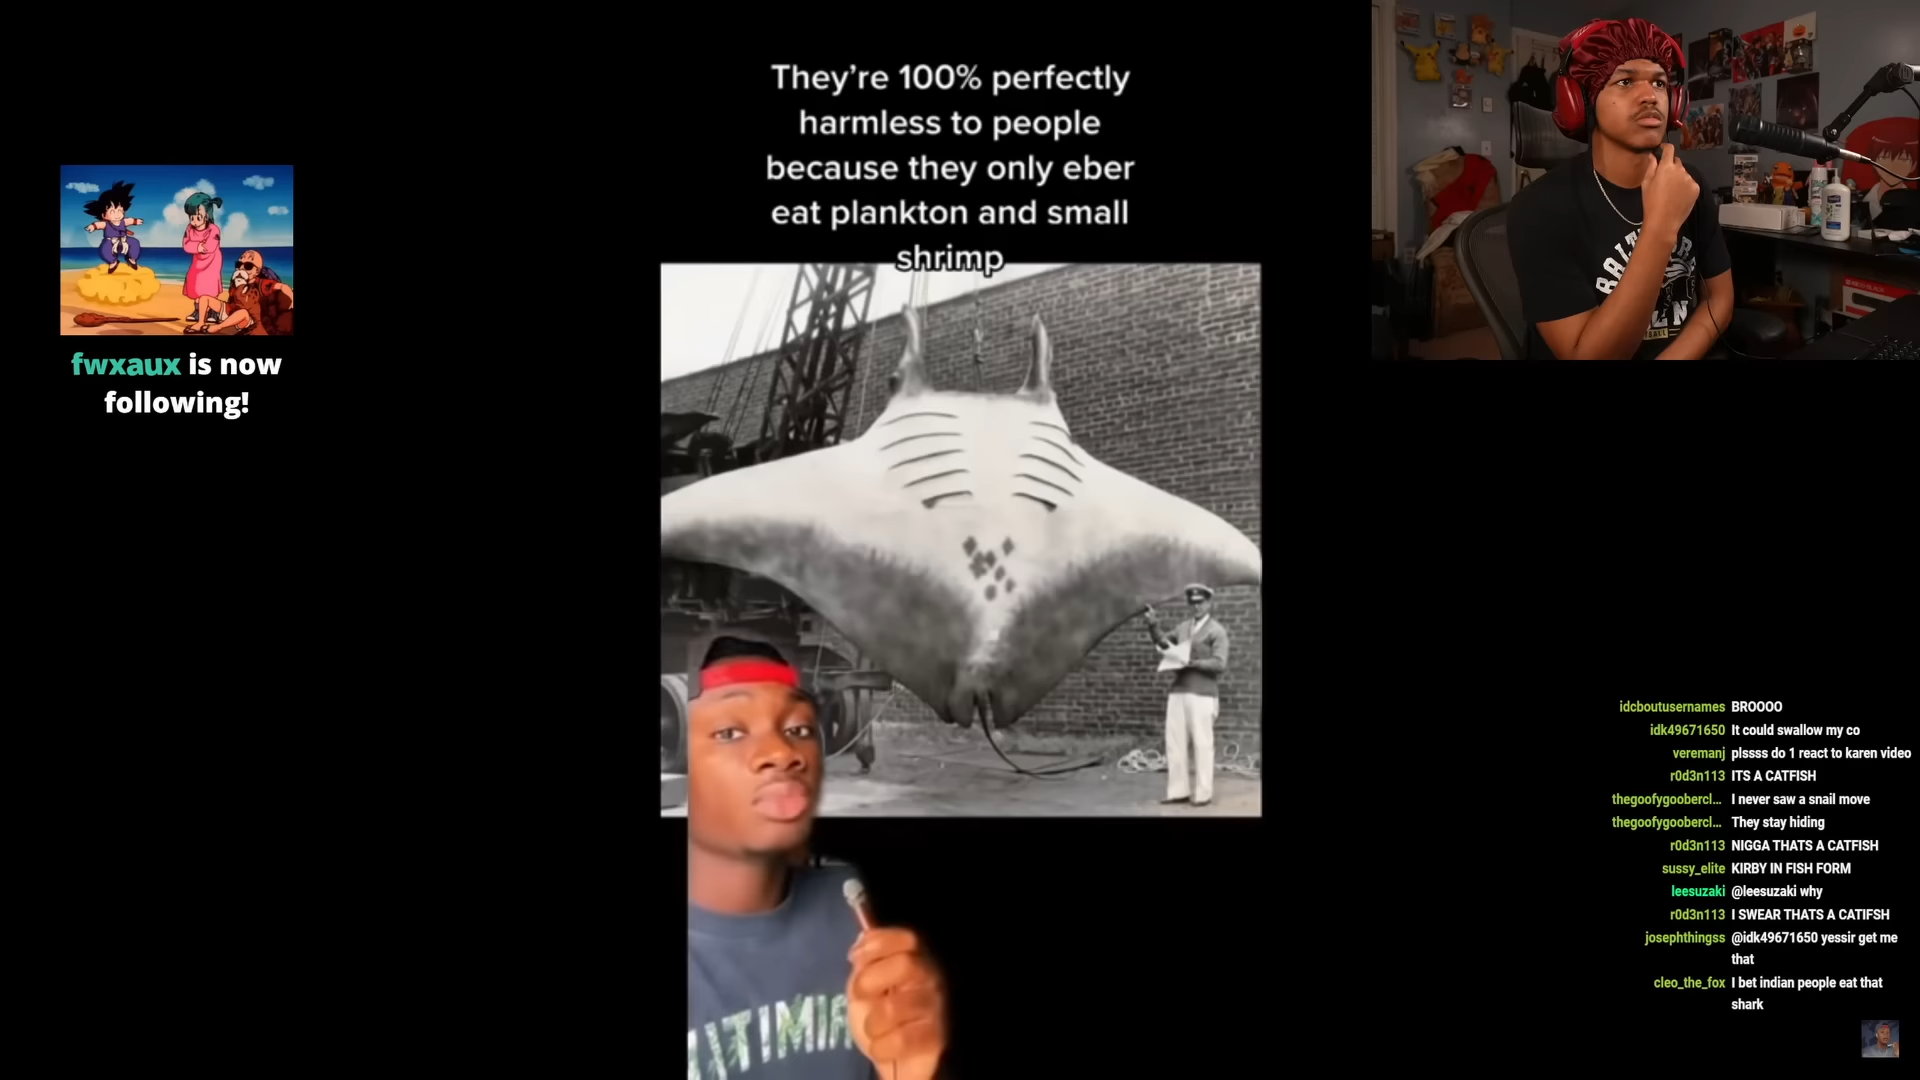 They’re 100% perfectly
harmless to people
because they only eber
eat plankton and small
shrimp
fwxaux is now
following!
idcboutusernames BROOOO
idk49671650 It could swallow my co
veremanj plssss do 1 react to karen video
r0d3n113 ITS A CATFISH
thegoofygoobercl... I never saw a snail move
thegoofygoobercl... They stay hiding
r0d3n113 NIGGA THATS A CATFISH
sussy_elite KIRBY IN FISH FORM
leesuzaki @leesuzaki why
r0d3n113 I SWEAR THATS A CATIFSH
josephthingss @idk49671650 yessir get me
that
cleo_the_fox I bet indian people eat that
shark